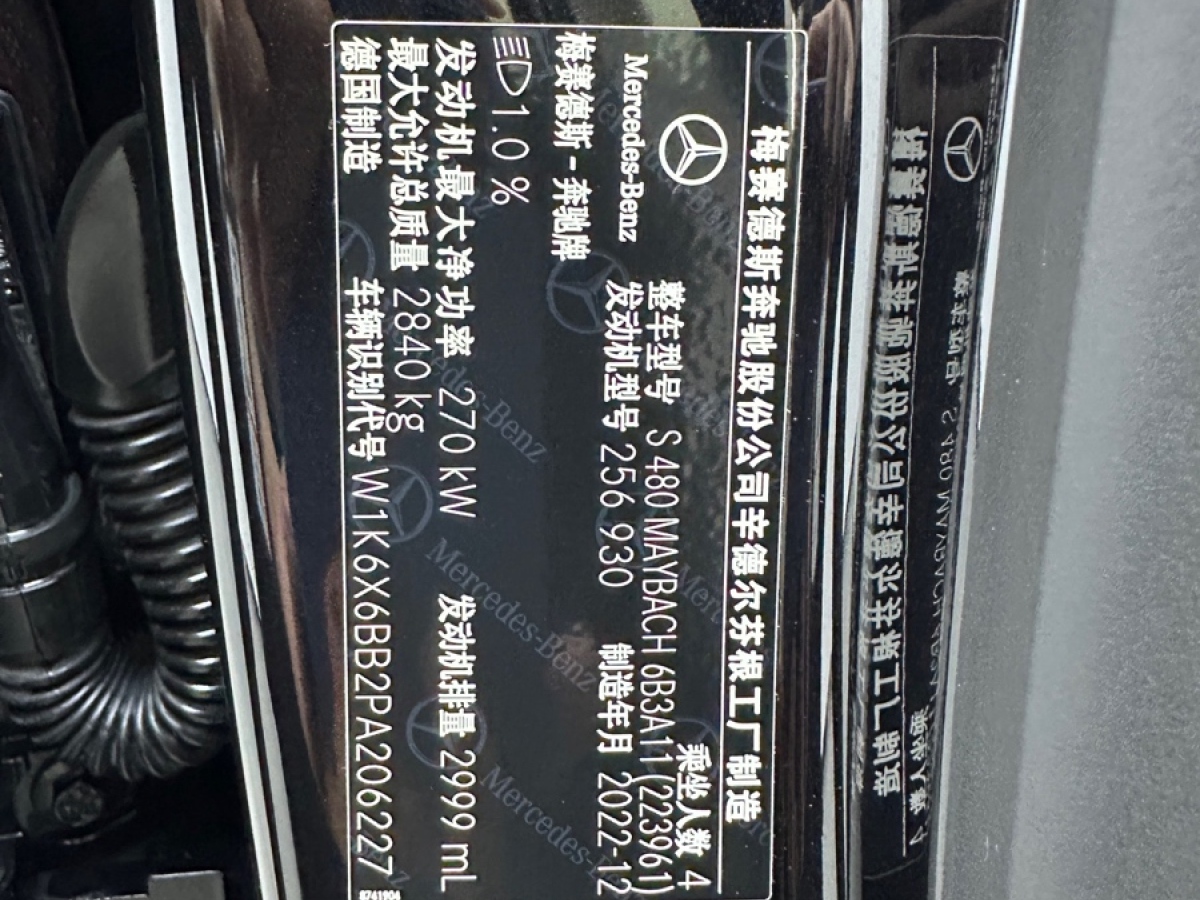 梅赛德斯奔驰股份公司辛德尔芬根工厂制造
乘坐人数 4
Mercedes-Benz
整车型号 S 480 MAYBACH 6B3A11(223961)
梅赛德斯-奔驰牌
发动机型号 256 930
制造年月 2022-12
1.0 %
发动机最大净功率 270 kW
发动机排量 2999 mL
最大允许总质量 2840 kg
德国制造
车辆识别代号 W1K6X6BB2PA206227
8741904